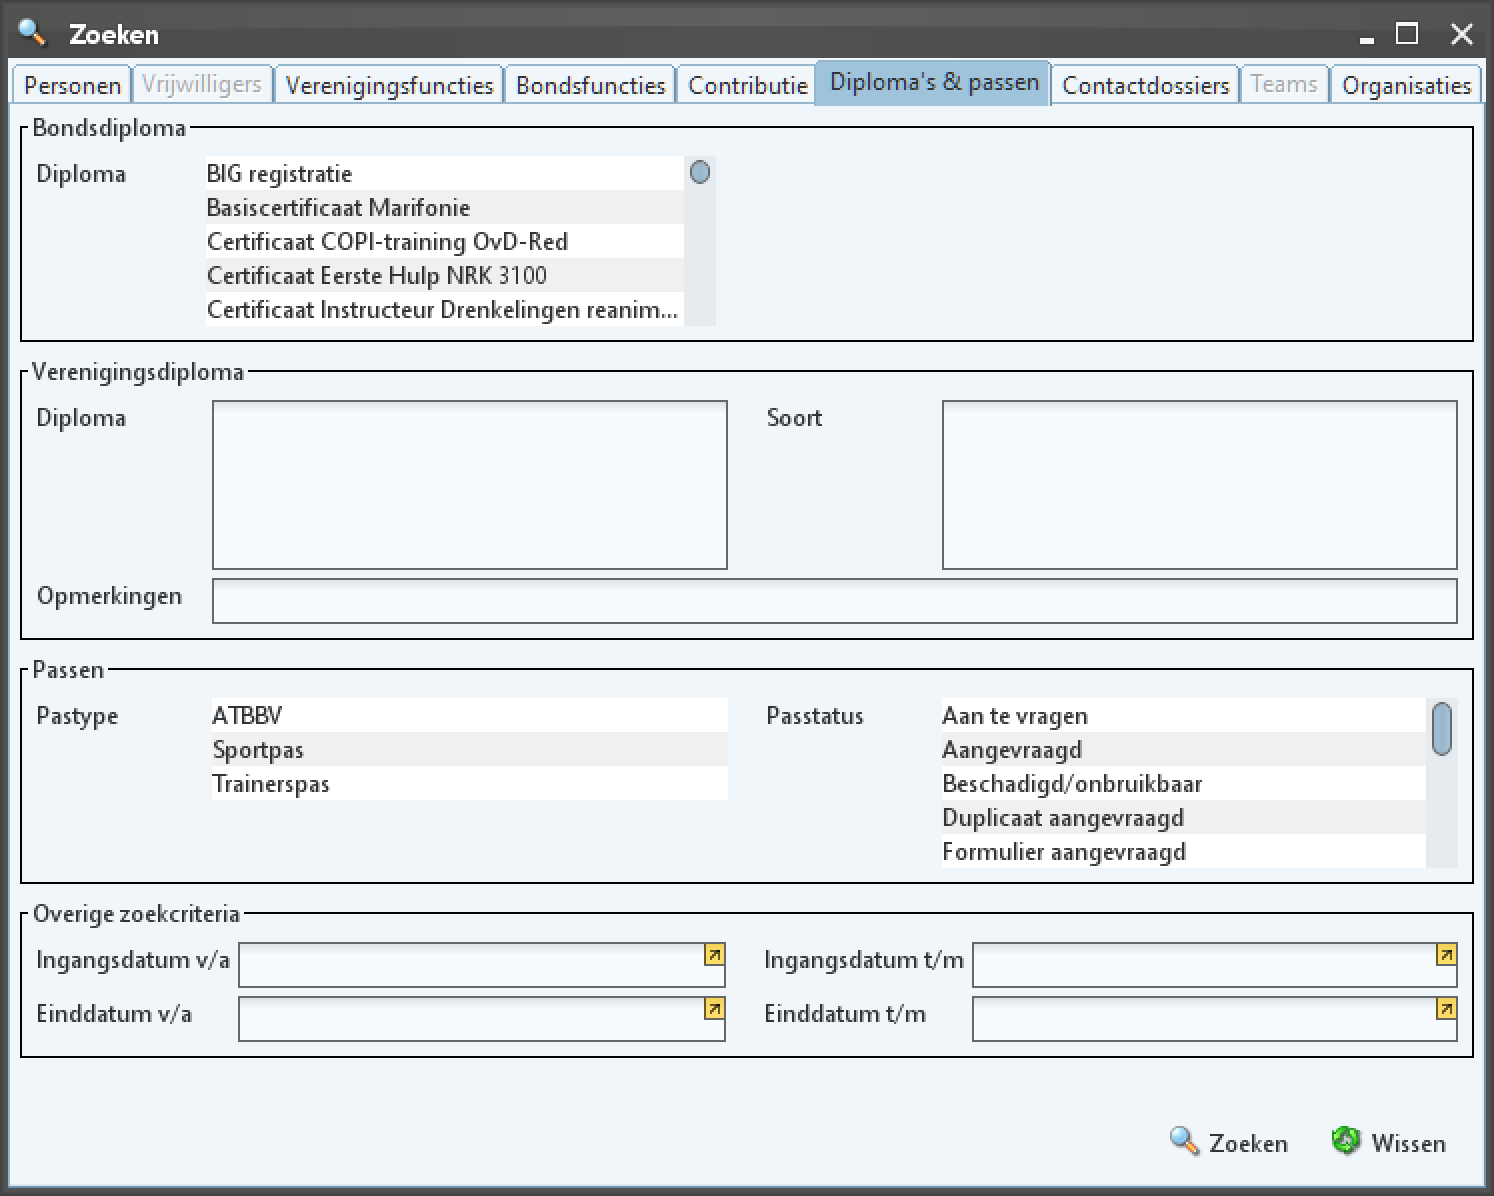 Zoeken
Personen Vrijwilligers Verenigingsfuncties Bondsfuncties Contributie Diploma's & passen Contactdossiers Teams Organisaties
Bondsdiploma
Diploma BIG registratie
Basiscertificaat Marifonie
Certificaat COPI-training OvD-Red
Certificaat Eerste Hulp NRK 3100
Certificaat Instructeur Drenkelingen reanim...
Verenigingsdiploma
Diploma Soort
Opmerkingen
Passen
Pastype ATBBV Passtatus Aan te vragen
Sportpas Aangevraagd
Trainerspas Beschadigd/onbruikbaar
Duplicaat aangevraagd
Formulier aangevraagd
Overige zoekcriteria
Ingangsdatum v/a Ingangsdatum t/m
Einddatum v/a Einddatum t/m
Zoeken Wissen